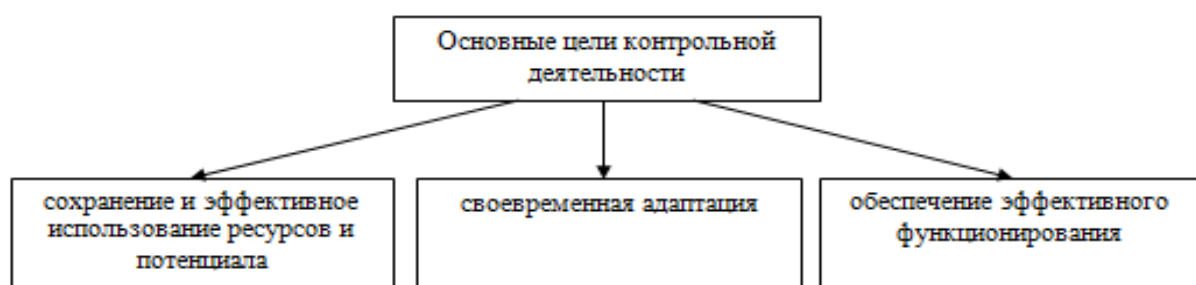 Основные цели контрольной
деятельности
сохранение и эффективное
использование ресурсов и
потенциала
своевременная адаптация
обеспечение эффективного
функционирования